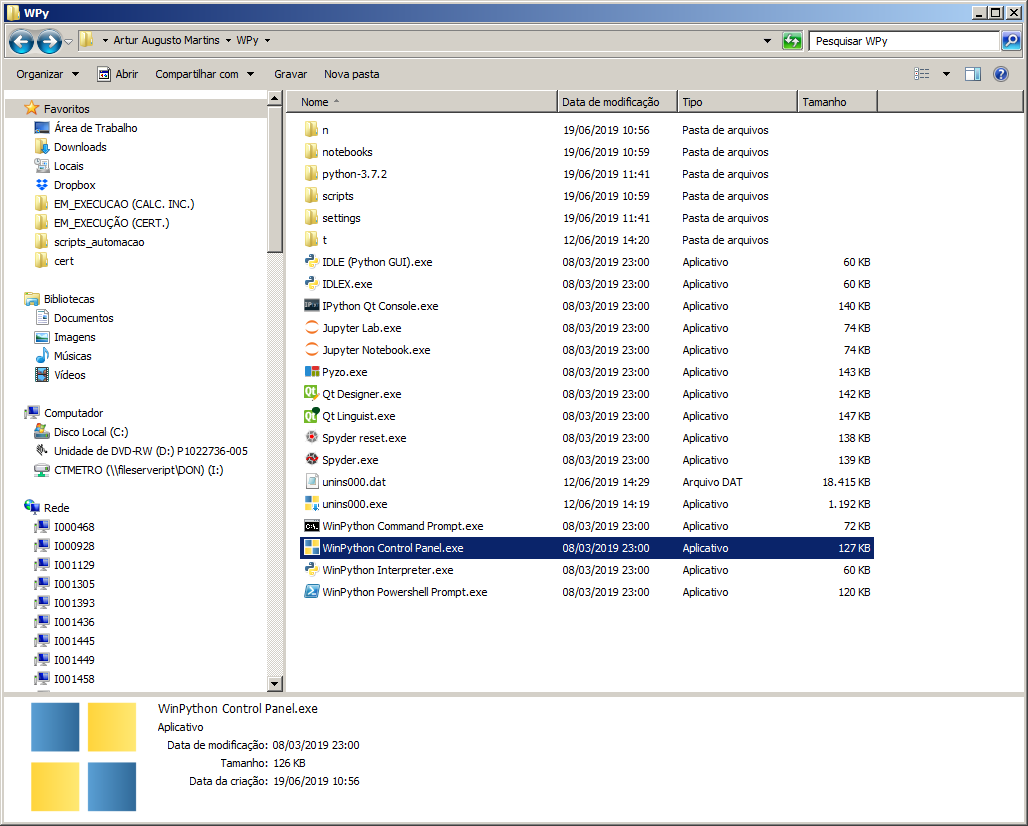 WPy
Artur Augusto Martins WPy
Pesquisar WPy
Organizar Abrir Compartilhar com Gravar Nova pasta
Favoritos
Área de Trabalho
Downloads
Locais
Dropbox
EM_EXECUCAO (CALC. INC.)
EM_EXECUÇÃO (CERT.)
scripts_automacao
cert
Bibliotecas
Documentos
Imagens
Músicas
Vídeos
Computador
Disco Local (C:)
Unidade de DVD-RW (D:) P1022736-005
CTMETRO (\\fileserveript\DON) (I:)
Rede
I000468
I000928
I001129
I001305
I001393
I001436
I001445
I001449
I001458
Nome Data de modificação Tipo Tamanho
n 19/06/2019 10:56 Pasta de arquivos
notebooks 19/06/2019 10:59 Pasta de arquivos
python-3.7.2 19/06/2019 11:41 Pasta de arquivos
scripts 19/06/2019 10:59 Pasta de arquivos
settings 19/06/2019 11:41 Pasta de arquivos
t 12/06/2019 14:20 Pasta de arquivos
IDLE (Python GUI).exe 08/03/2019 23:00 Aplicativo 60 KB
IDLEX.exe 08/03/2019 23:00 Aplicativo 60 KB
IPython Qt Console.exe 08/03/2019 23:00 Aplicativo 140 KB
Jupyter Lab.exe 08/03/2019 23:00 Aplicativo 74 KB
Jupyter Notebook.exe 08/03/2019 23:00 Aplicativo 74 KB
Pyzo.exe 08/03/2019 23:00 Aplicativo 143 KB
Qt Designer.exe 08/03/2019 23:00 Aplicativo 142 KB
Qt Linguist.exe 08/03/2019 23:00 Aplicativo 147 KB
Spyder reset.exe 08/03/2019 23:00 Aplicativo 138 KB
Spyder.exe 08/03/2019 23:00 Aplicativo 139 KB
unins000.dat 12/06/2019 14:29 Arquivo DAT 18.415 KB
unins000.exe 12/06/2019 14:19 Aplicativo 1.192 KB
WinPython Command Prompt.exe 08/03/2019 23:00 Aplicativo 72 KB
WinPython Control Panel.exe 08/03/2019 23:00 Aplicativo 127 KB
WinPython Interpreter.exe 08/03/2019 23:00 Aplicativo 60 KB
WinPython Powershell Prompt.exe 08/03/2019 23:00 Aplicativo 120 KB
WinPython Control Panel.exe
Aplicativo
Data de modificação: 08/03/2019 23:00
Tamanho: 126 KB
Data da criação: 19/06/2019 10:56